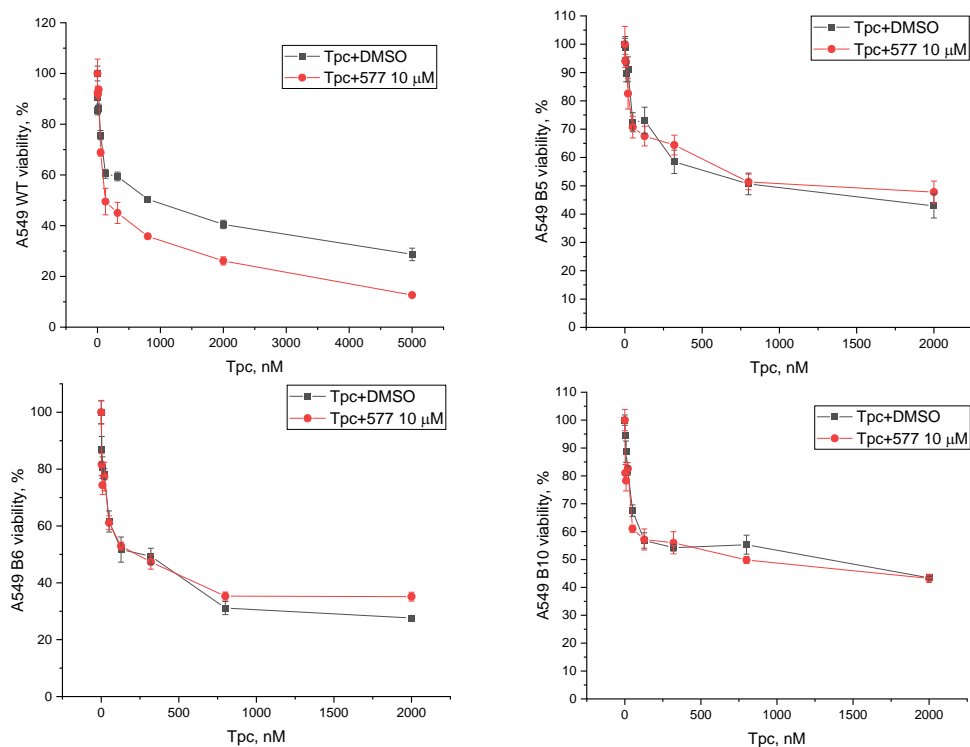 A549 WT viability, %
120
100
80
60
40
20
0
Tpc+DMSO
Tpc+577 10 μM
0 1000 2000 3000 4000 5000
Tpc, nM
A549 B5 viability, %
110
100
90
80
70
60
50
40
30
20
10
0
Tpc+DMSO
Tpc+577 10 μM
0 500 1000 1500 2000
Tpc, nM
A549 B6 viability, %
100
80
60
40
20
0
Tpc+DMSO
Tpc+577 10 μM
0 500 1000 1500 2000
Tpc, nM
A549 B10 viability, %
110
100
90
80
70
60
50
40
30
20
10
0
Tpc+DMSO
Tpc+577 10 μM
0 500 1000 1500 2000
Tpc, nM